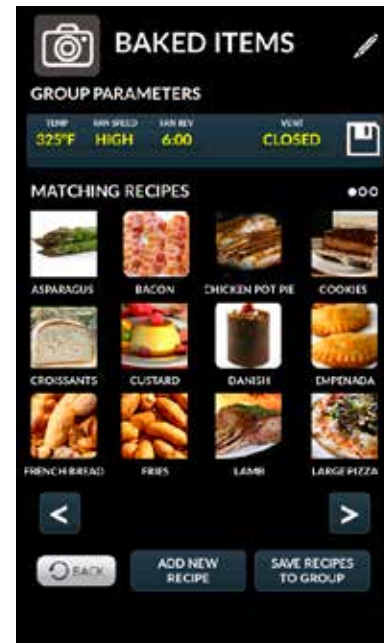 BAKED ITEMS
GROUP PARAMETERS
TEMP FAN SPEED FAN REV VENT
325°F HIGH 6:00 CLOSED
MATCHING RECIPES
ASPARAGUS BACON CHICKEN POT PIE COOKIES
CROISSANTS CUSTARD DANISH EMPENADA
FRENCH BREAD FRIES LAMB LARGE PIZZA
< >
BACK ADD NEW RECIPE SAVE RECIPES TO GROUP